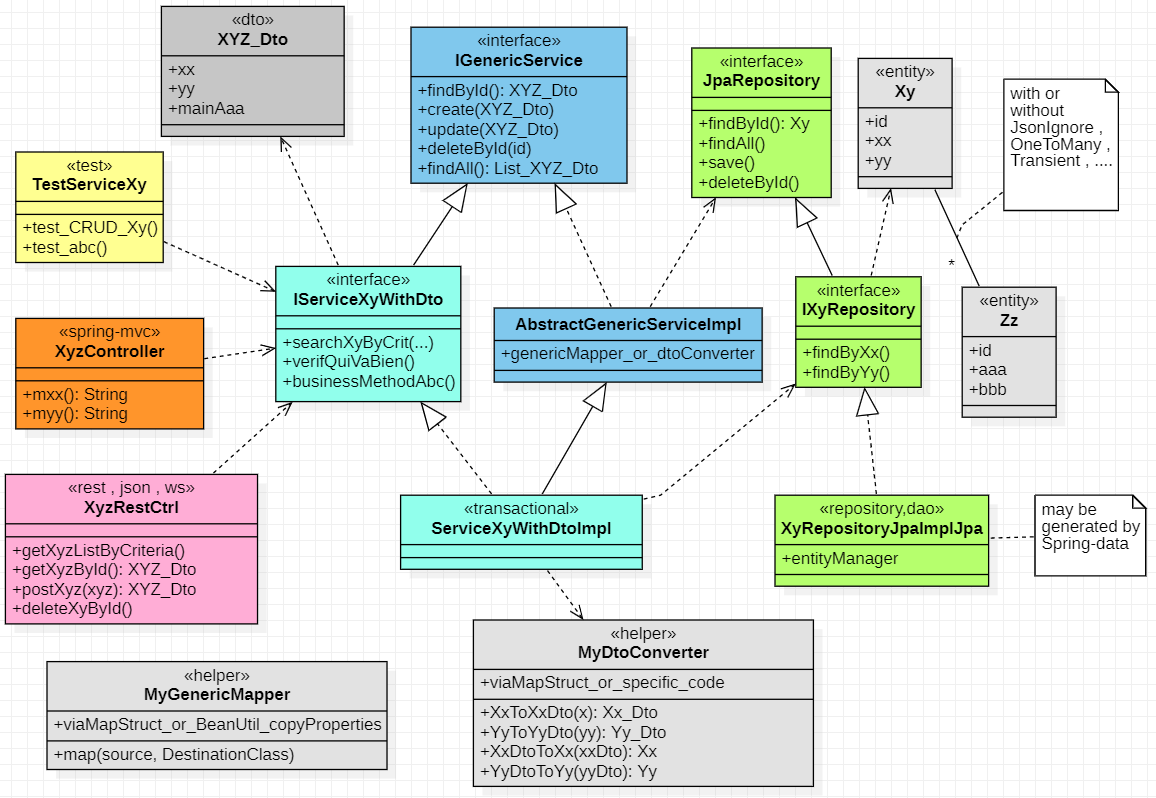 «dto»
XYZ_Dto
+xx
+yy
+mainAaa
«interface»
IGenericService
+findById(): XYZ_Dto
+create(XYZ_Dto)
+update(XYZ_Dto)
+deleteById(id)
+findAll(): List_XYZ_Dto
«interface»
JpaRepository
+findById(): Xy
+findAll()
+save()
+deleteById()
«entity»
Xy
+id
+xx
+yy
with or
without
JsonIgnore ,
OneToMany ,
Transient , ....
«test»
TestServiceXy
+test_CRUD_Xy()
+test_abc()
«interface»
IServiceXyWithDto
+searchXyByCrit(...)
+verifQuiVaBien()
+businessMethodAbc()
AbstractGenericServiceImpl
+genericMapper_or_dtoConverter
«interface»
IXyRepository
+findByXx()
+findByYy()
*
«entity»
Zz
+id
+aaa
+bbb
«spring-mvc»
XyzController
+mxx(): String
+myy(): String
«rest , json , ws»
XyzRestCtrl
+getXyzListByCriteria()
+getXyzById(): XYZ_Dto
+postXyz(xyz): XYZ_Dto
+deleteXyById()
«transactional»
ServiceXyWithDtoImpl
«repository,dao»
XyRepositoryJpaImplJpa
+entityManager
may be
generated by
Spring-data
«helper»
MyGenericMapper
+viaMapStruct_or_BeanUtil_copyProperties
+map(source, DestinationClass)
«helper»
MyDtoConverter
+viaMapStruct_or_specific_code
+XxToXxDto(x): Xx_Dto
+YyToYyDto(yy): Yy_Dto
+XxDtoToXx(xxDto): Xx
+YyDtoToYy(yyDto): Yy